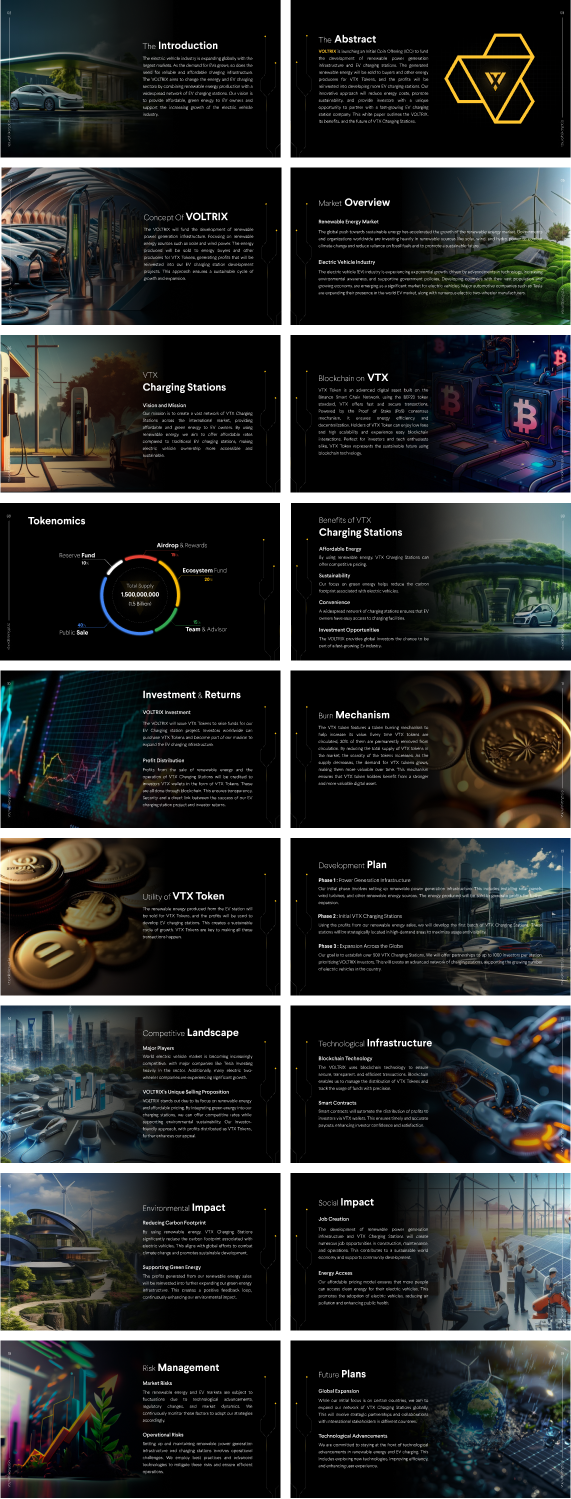 The Introduction
The electric vehicle industry is expanding globally with the
largest markets. As the demand for EVs grows, so does the
need for reliable and affordable charging infrastructure.
The VOLTRIX aims to change the energy and EV charging
sectors by combining renewable energy production with a
widespread network of EV charging stations. Our vision is
to provide affordable, green energy to EV owners and
support the increasing growth of the electric vehicle
industry.
The Abstract
VOLTRIX is launching an Initial Coin Offering (ICO) to fund
the development of renewable power generation
infrastructure and EV charging stations. The generated
renewable energy will be sold to buyers and other energy
producers for VTX Tokens, and the profits will be
reinvested into developing more EV charging stations. Our
innovative approach will reduce energy costs, promote
sustainability, and provide investors with a unique
opportunity to partner with a fast-growing EV charging
station company. This white paper outlines the VOLTRIX,
its benefits, and the future of VTX Charging Stations.
Concept Of VOLTRIX
The VOLTRIX will fund the development of renewable
power generation infrastructure, focusing on renewable
energy sources such as solar and wind power. The energy
produced will be sold to energy buyers and other
producers for VTX Tokens, generating profits that will be
reinvested into our EV charging station development
projects. This approach ensures a sustainable cycle of
growth and expansion.
Market Overview
Renewable Energy Market
The global push towards sustainable energy has accelerated the growth of the renewable energy market. Governments
and organizations worldwide are investing heavily in renewable sources like solar, wind, and hydro power to
climate change and reduce reliance on fossil fuels and to promote sustainable future.
Electric Vehicle Industry
The electric vehicle (EV) industry is experiencing exponential growth, driven by advancements in technology, increasing
environmental awareness, and supportive government policies. Developing countries with their vast population and
growing economy, are emerging as a significant market for electric vehicles. Major automotive companies such as Tesla
are expanding their presence in the world EV market, along with various electric two-wheeler manufacturers.
VTX
Charging Stations
Vision and Mission
Our mission is to create a vast network of VTX Charging
Stations across the international market, providing
affordable and green energy to EV owners. By using
renewable energy, we aim to offer affordable rates
compared to traditional EV charging stations, making
electric vehicle ownership more accessible and
sustainable.
Blockchain on VTX
VTX Token is an advanced digital asset built on the
Binance Smart Chain Network, using the BEP20 token
standard, VTX offers fast and secure transactions.
Powered by the Proof of Stake (PoS) consensus
mechanism, it ensures energy efficiency and
decentralization. Holders of VTX Token can enjoy low fees
and high scalability and experience easy blockchain
interactions. Perfect for investors and tech enthusiasts
alike, VTX Token represents the sustainable future using
blockchain technology.
Tokenomics
Airdrop & Rewards
15%
Reserve Fund
10%
Ecosystem Fund
20%
Total Supply
1,500,000,000
(1.5 Billion)
40%
Public Sale
15%
Team & Advisor
Benefits of VTX
Charging Stations
Affordable Energy
By using renewable energy, VTX Charging Stations can
offer competitive pricing.
Sustainability
Our focus on green energy helps reduce the carbon
footprint associated with electric vehicles.
Convenience
A widespread network of charging stations ensures that EV
owners have easy access to charging facilities.
Investment Opportunities
The VOLTRIX provides global investors the chance to be
part of a fast-growing Ev industry.
Investment & Returns
VOLTRIX Investment
The VOLTRIX will issue VTX Tokens to raise funds for our
EV Charging station project. Investors worldwide can
purchase VTX Tokens and become part of our mission to
expand the EV charging infrastructure.
Profit Distribution
Profits from the sale of renewable energy and the
operation of VTX Charging Stations will be credited to
investors' VTX wallets in the form of VTX Tokens. These
are all done through blockchain. This ensures transparency,
Security and a direct link between the success of our EV
charging station project and investor returns.
Burn Mechanism
The VTX token features a token burning mechanism to
help increase its value. Every time VTX Tokens are
circulated, 30% of them are permanently removed from
circulation. By reducing the total supply of VTX tokens in
the market, the scarcity of the tokens increases. As the
supply decreases, the demand for VTX tokens grows,
making them more valuable over time. This mechanism
ensures that VTX token holders benefit from a stronger
and more valuable digital asset.
Utility of VTX Token
The renewable energy produced from the EV station will
be sold for VTX Tokens, and the profits will be used to
develop EV charging stations. This creates a sustainable
cycle of growth. VTX Tokens are key to making all these
transactions happen.
Development Plan
Phase 1 : Power Generation Infrastructure
Our initial phase involves setting up renewable power generation infrastructure. This includes installing solar panels,
wind turbines, and other renewable energy sources. The energy produced will be sold to generate profits for
expansion.
Phase 2 : Initial VTX Charging Stations
Using the profits from our renewable energy sales, we will develop the first batch of VTX Charging Stations. These
stations will be strategically located in high-demand areas to maximize usage and visibility.
Phase 3 : Expansion Across the Globe
Our goal is to establish over 500 VTX Charging Stations. We will offer partnerships to up to 1000 investors per station,
prioritizing VOLTRIX investors. This will create an advanced network of charging stations, supporting the growing number
of electric vehicles in the country.
Competitive Landscape
Major Players
World electric vehicle market is becoming increasingly
competitive, with major companies like Tesla investing
heavily in the sector. Additionally, many electric two-
wheeler companies are experiencing significant growth.
VOLTRIX's Unique Selling Proposition
VOLTRIX stands out due to its focus on renewable energy
and affordable pricing. By integrating green energy into our
charging stations, we can offer competitive rates while
supporting environmental sustainability. Our investor-
friendly approach, with profits distributed as VTX Tokens,
further enhances our appeal.
Technological Infrastructure
Blockchain Technology
The VOLTRIX uses blockchain technology to ensure
secure, transparent, and efficient transactions. Blockchain
enables us to manage the distribution of VTX Tokens and
track the usage of funds with precision.
Smart Contracts
Smart contracts will automate the distribution of profits to
investors via VTX wallets. This ensures timely and accurate
payouts, enhancing investor confidence and satisfaction.
Environmental Impact
Reducing Carbon Footprint
By using renewable energy, VTX Charging Stations
significantly reduce the carbon footprint associated with
electric vehicles. This aligns with global efforts to combat
climate change and promotes sustainable development.
Supporting Green Energy
The profits generated from our renewable energy sales
will be reinvested into further expanding our green energy
infrastructure. This creates a positive feedback loop,
continuously enhancing our environmental impact.
Social Impact
Job Creation
The development of renewable power generation
infrastructure and VTX Charging Stations will create
numerous job opportunities in construction, maintenance,
and operations. This contributes to a sustainable world
economy and supports community development.
Energy Access
Our affordable pricing model ensures that more people
can access clean energy for their electric vehicles. This
promotes the adoption of electric vehicles, reducing air
pollution and enhancing public health.
Risk Management
Market Risks
The renewable energy and EV markets are subject to
fluctuations due to technological advancements,
regulatory changes, and market dynamics. We
continuously monitor these factors to adapt our strategies
accordingly.
Operational Risks
Setting up and maintaining renewable power generation
infrastructure and charging stations involves operational
challenges. We employ best practices and advanced
technologies to mitigate these risks and ensure efficient
operations.
Future Plans
Global Expansion
While our initial focus is on certain countries, we aim to
expand our network of VTX Charging Stations globally.
This will involve strategic partnerships and collaborations
with international stakeholders in different countries.
Technological Advancements
We are committed to staying at the front of technological
advancements in renewable energy and EV charging. This
includes exploring new technologies, improving efficiency,
and enhancing user experience.